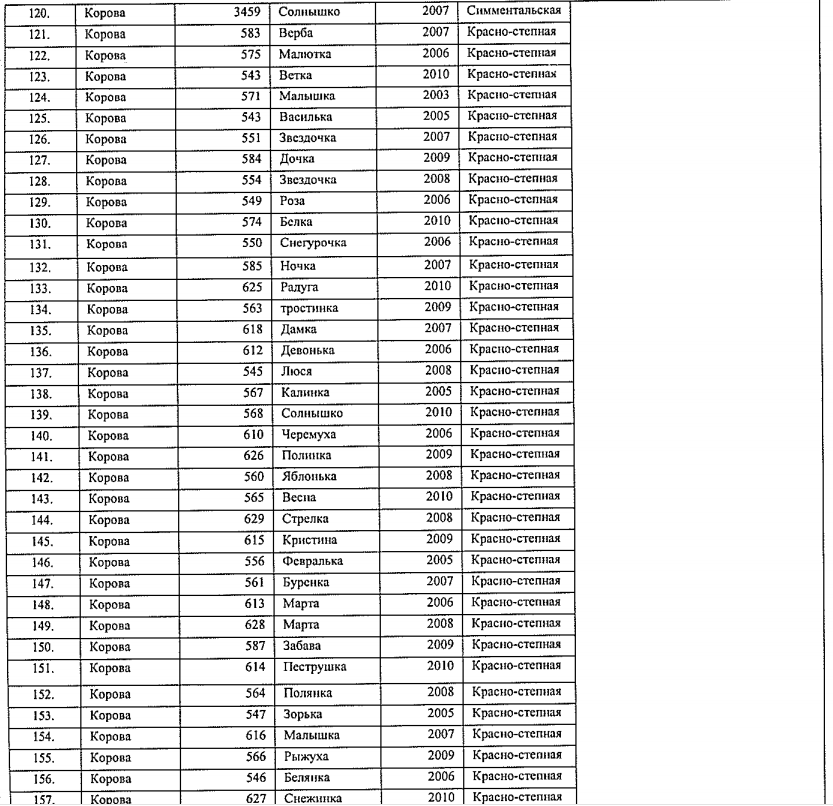 120. Корова 3459 Солнышко 2007 Симментальская
121. Корова 583 Верба 2007 Красно-степная
122. Корова 575 Малютка 2006 Красно-степная
123. Корова 543 Ветка 2010 Красно-степная
124. Корова 571 Малышка 2003 Красно-степная
125. Корова 543 Василька 2005 Красно-степная
126. Корова 551 Звездочка 2007 Красно-степная
127. Корова 584 Дочка 2009 Красно-степная
128. Корова 554 Звездочка 2008 Красно-степная
129. Корова 549 Роза 2006 Красно-степная
130. Корова 574 Белка 2010 Красно-степная
131. Корова 550 Снегурочка 2006 Красно-степная
132. Корова 585 Ночка 2007 Красно-степная
133. Корова 625 Радуга 2010 Красно-степная
134. Корова 563 тростинка 2009 Красно-степная
135. Корова 618 Дамка 2007 Красно-степная
136. Корова 612 Девонька 2006 Красно-степная
137. Корова 545 Люся 2008 Красно-степная
138. Корова 567 Калинка 2005 Красно-степная
139. Корова 568 Солнышко 2010 Красно-степная
140. Корова 610 Черемуха 2006 Красно-степная
141. Корова 626 Полинка 2009 Красно-степная
142. Корова 560 Яблонька 2008 Красно-степная
143. Корова 565 Весна 2010 Красно-степная
144. Корова 629 Стрелка 2008 Красно-степная
145. Корова 615 Кристина 2009 Красно-степная
146. Корова 556 Февралька 2005 Красно-степная
147. Корова 561 Буренка 2007 Красно-степная
148. Корова 613 Марта 2006 Красно-степная
149. Корова 628 Марта 2008 Красно-степная
150. Корова 587 Забава 2009 Красно-степная
151. Корова 614 Пеструшка 2010 Красно-степная
152. Корова 564 Полянка 2008 Красно-степная
153. Корова 547 Зорька 2005 Красно-степная
154. Корова 616 Малышка 2007 Красно-степная
155. Корова 566 Рыжуха 2009 Красно-степная
156. Корова 546 Белянка 2006 Красно-степная
157. Корова 627 Снежинка 2010 Красно-степная